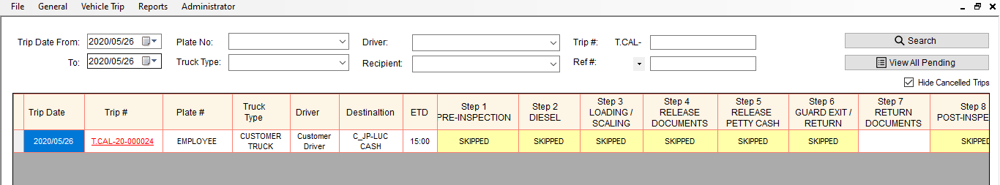 File General Vehicle Trip Reports Administrator
Trip Date From: 2020/05/26 Plate No: Driver: Trip #: T.CAL- Search
To: 2020/05/26 Truck Type: Recipient: Ref #: View All Pending
Hide Cancelled Trips
Trip Date Trip # Plate # Truck Type Driver Destinaltion ETD Step 1 PRE-INSPECTION Step 2 DIESEL Step 3 LOADING / SCALING Step 4 RELEASE DOCUMENTS Step 5 RELEASE PETTY CASH Step 6 GUARD EXIT / RETURN Step 7 RETURN DOCUMENTS Step 8 POST-INSPE
2020/05/26 T.CAL-20-000024 EMPLOYEE CUSTOMER TRUCK Customer Driver C_JP-LUC CASH 15:00 SKIPPED SKIPPED SKIPPED SKIPPED SKIPPED SKIPPED SKIPPED